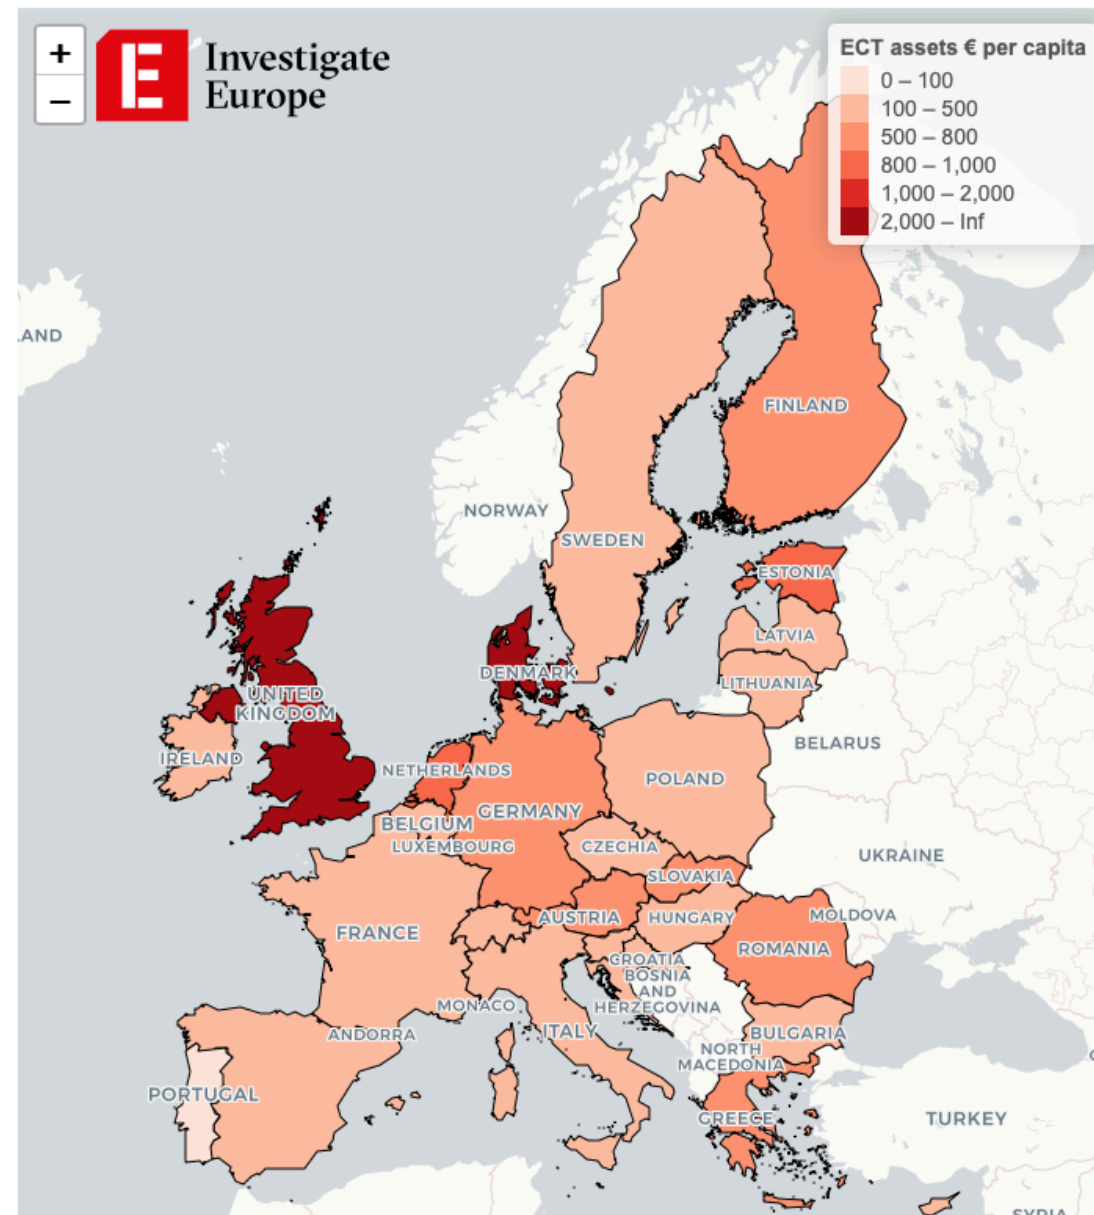 +
−
E
Investigate
Europe
ECT assets € per capita
0 – 100
100 – 500
500 – 800
800 – 1,000
1,000 – 2,000
2,000 – Inf
AND
FINLAND
NORWAY
SWEDEN
ESTONIA
LATVIA
DENMARK
LITHUANIA
UNITED
KINGDOM
BELARUS
IRELAND
NETHERLANDS
POLAND
GERMANY
BELGIUM
LUXEMBOURG
CZECHIA
UKRAINE
SLOVAKIA
AUSTRIA
HUNGARY
MOLDOVA
FRANCE
ROMANIA
CROATIA
BOSNIA
AND
HERZEGOVINA
MONACO
ANDORRA
ITALY
BULGARIA
NORTH
MACEDONIA
PORTUGAL
GREECE
TURKEY
SYRIA